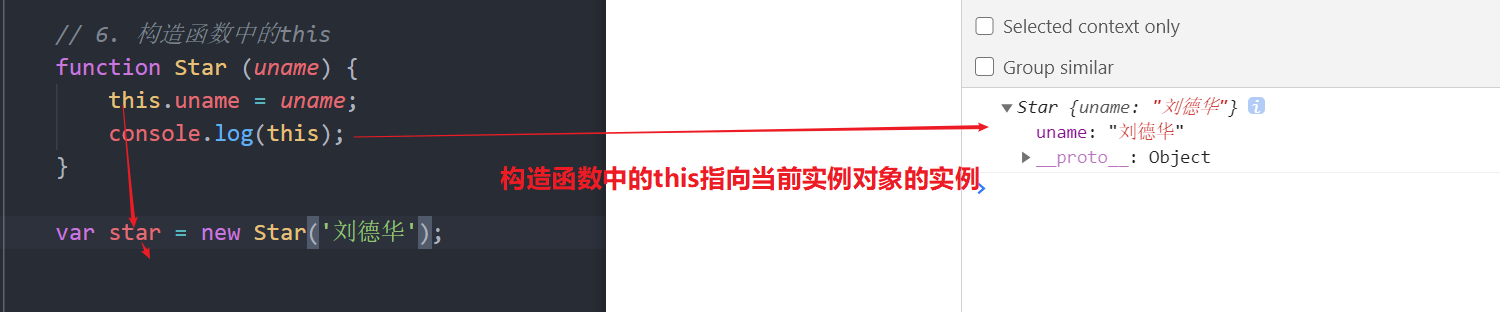 // 6. 构造函数中的this
function Star (uname) {
this.uname = uname;
console.log(this);
}
var star = new Star('刘德华');
构造函数中的this指向当前实例对象的实例
Selected context only
Group similar
Star {uname: "刘德华"} i
uname: "刘德华"
__proto__: Object